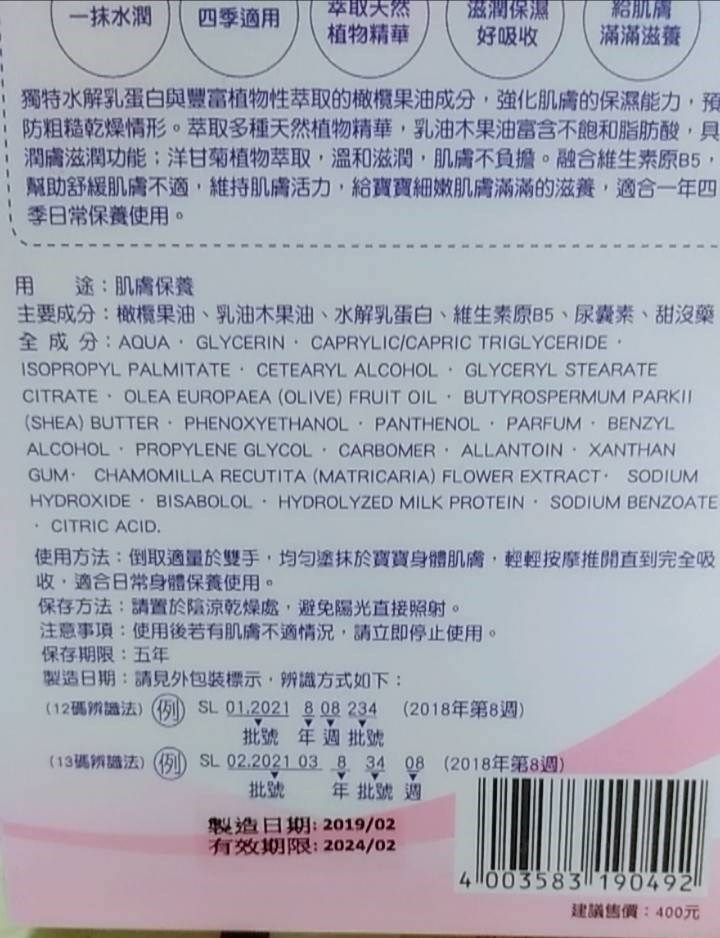 一抹水潤
四季適用
萃取天然
植物精華
滋潤保濕
好吸收
給肌膚
滿滿滋養
獨特水解乳蛋白與豐富植物性萃取的橄欖果油成分，強化肌膚的保濕能力，預
防粗糙乾燥情形。萃取多種天然植物精華，乳油木果油富含不飽和脂肪酸，具
潤膚滋潤功能；洋甘菊植物萃取，溫和滋潤，肌膚不負擔。融合維生素原B5，
幫助舒緩肌膚不適，維持肌膚活力，給寶寶細嫩肌膚滿滿的滋養，適合一年四
季日常保養使用。
用　　途：肌膚保養
主要成分：橄欖果油、乳油木果油、水解乳蛋白、維生素原B5、尿囊素、甜沒藥
全 成 分：AQUA · GLYCERIN · CAPRYLIC/CAPRIC TRIGLYCERIDE ·
ISOPROPYL PALMITATE · CETEARYL ALCOHOL · GLYCERYL STEARATE
CITRATE · OLEA EUROPAEA (OLIVE) FRUIT OIL · BUTYROSPERMUM PARKII
(SHEA) BUTTER · PHENOXYETHANOL · PANTHENOL · PARFUM · BENZYL
ALCOHOL · PROPYLENE GLYCOL · CARBOMER · ALLANTOIN · XANTHAN
GUM· CHAMOMILLA RECUTITA (MATRICARIA) FLOWER EXTRACT· SODIUM
HYDROXIDE · BISABOLOL · HYDROLYZED MILK PROTEIN · SODIUM BENZOATE
· CITRIC ACID.
使用方法：倒取適量於雙手，均勻塗抹於寶寶身體肌膚，輕輕按摩推開直到完全吸
收，適合日常身體保養使用。
保存方法：請置於陰涼乾燥處，避免陽光直接照射。
注意事項：使用後若有肌膚不適情況，請立即停止使用。
保存期限：五年
製造日期：請見外包裝標示，辨識方式如下：
(12碼辨識法) 例 SL 01.2021 8 08 234 (2018年第8週)
批號 年 週 批號
(13碼辨識法) 例 SL 02.2021 03 8 34 08 (2018年第8週)
批號 年 批號 週
製造日期: 2019/02
有效期限: 2024/02
4 003583 190492
建議售價：400元